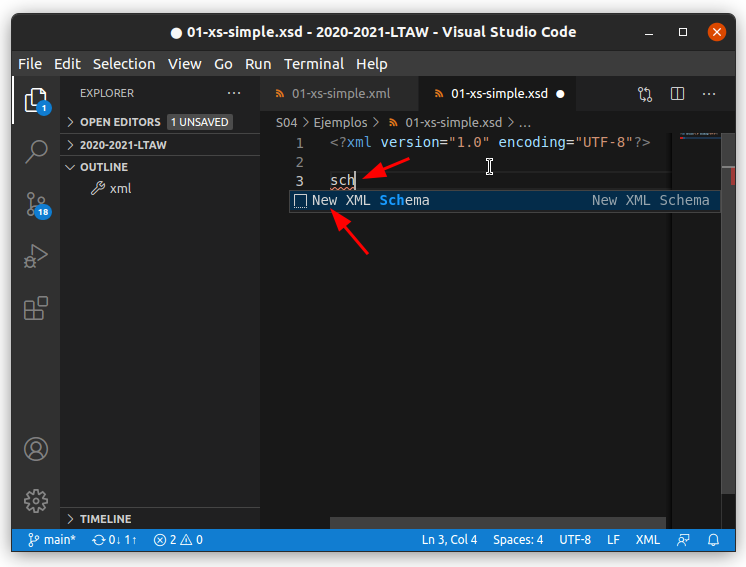 ● 01-xs-simple.xsd - 2020-2021-LTAW - Visual Studio Code
File Edit Selection View Go Run Terminal Help
EXPLORER ···
01-xs-simple.xml
01-xs-simple.xsd ●
···
1
OPEN EDITORS 1 UNSAVED
2020-2021-LTAW
OUTLINE
xml
18
S04 > Ejemplos > 01-xs-simple.xsd > ...
1 <?xml version="1.0" encoding="UTF-8"?>
2
3 sch
New XML Schema New XML Schema
TIMELINE
main* 0↓ 1↑ 2 0 Ln 3, Col 4 Spaces: 4 UTF-8 LF XML